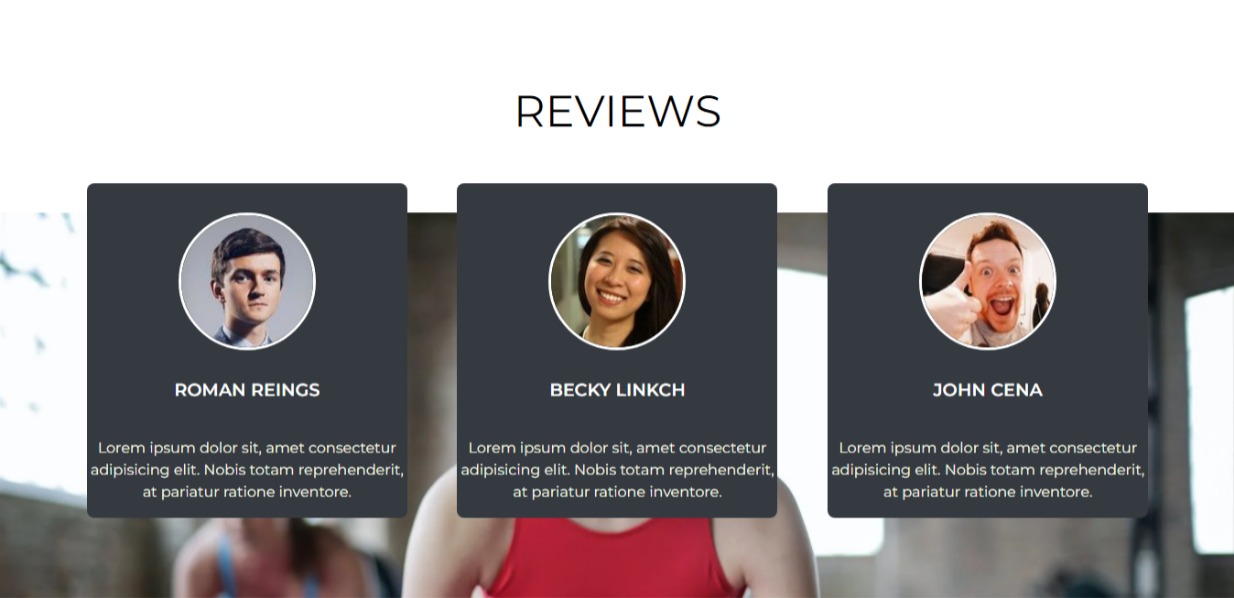 REVIEWS
ROMAN REINGS
Lorem ipsum dolor sit, amet consectetur
adipisicing elit. Nobis totam reprehenderit,
at pariatur ratione inventore.
BECKY LINKCH
Lorem ipsum dolor sit, amet consectetur
adipisicing elit. Nobis totam reprehenderit,
at pariatur ratione inventore.
JOHN CENA
Lorem ipsum dolor sit, amet consectetur
adipisicing elit. Nobis totam reprehenderit,
at pariatur ratione inventore.